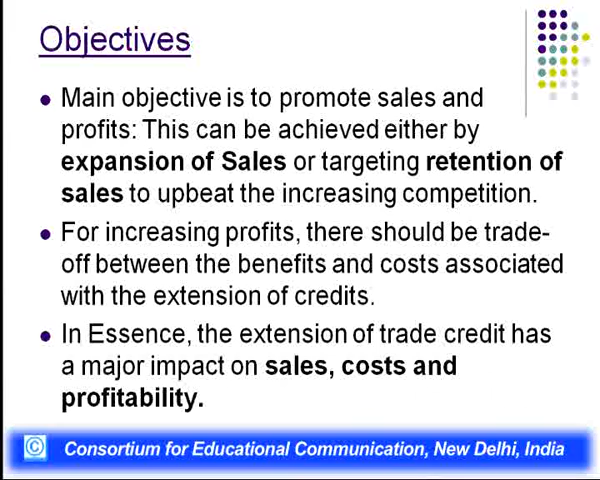 Objectives
Main objective is to promote sales and
profits: This can be achieved either by
expansion of Sales or targeting retention of
sales to upbeat the increasing competition.
For increasing profits, there should be trade-
off between the benefits and costs associated
with the extension of credits.
In Essence, the extension of trade credit has
a major impact on sales, costs and
profitability.
© Consortium for Educational Communication, New Delhi, India